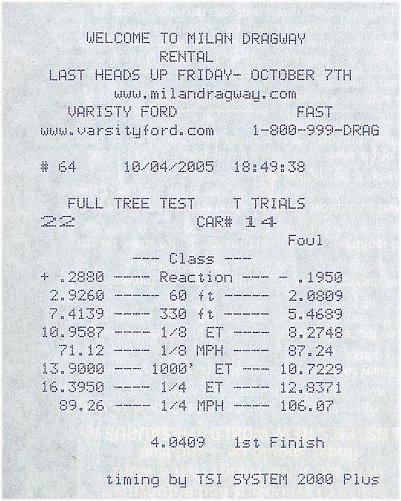 WELCOME TO MILAN DRAGWAY
RENTAL
LAST HEADS UP FRIDAY- OCTOBER 7TH
www.milandragway.com
VARISTY FORD FAST
www.varsityford.com 1-800-999-DRAG
# 64 10/04/2005 18:49:38
FULL TREE TEST T TRIALS
22 CAR# 14
Foul
--- Class ---
+ .2880 ---- Reaction --- - .1950
2.9260 ----- 60 ft ----- 2.0809
7.4139 ---- 330 ft ----- 5.4689
10.9587 ---- 1/8 ET ---- 8.2748
71.12 ---- 1/8 MPH ---- 87.24
13.9000 ---- 1000' ET ---- 10.7229
16.3950 ---- 1/4 ET ---- 12.8371
89.26 ---- 1/4 MPH ---- 106.07
4.0409 1st Finish
timing by TSI SYSTEM 2000 Plus